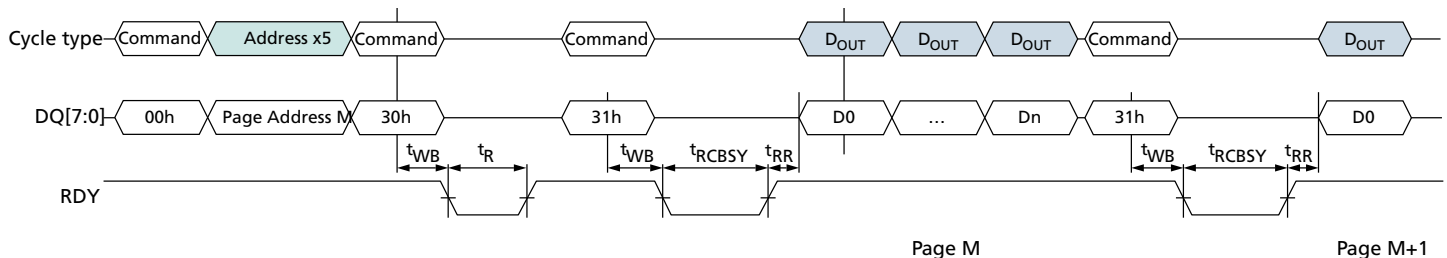 Cycle type Command Address x5 Command Command DOUT DOUT DOUT Command DOUT
DQ[7:0] 00h Page Address M 30h 31h D0 … Dn 31h D0
tWB tR tWB tRCBSY tRR tWB tRCBSY tRR
RDY
Page M Page M+1